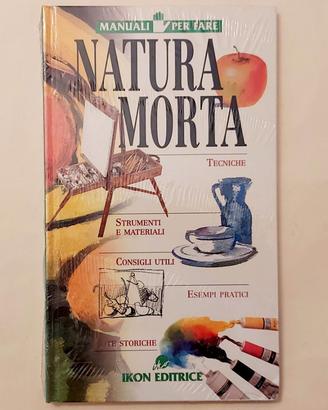 MANUALI PER FARE
NATURA
MORTA
TECNICHE
STRUMENTI
E MATERIALI
CONSIGLI UTILI
ESEMPI PRATICI
STORICHE
IKON EDITRICE